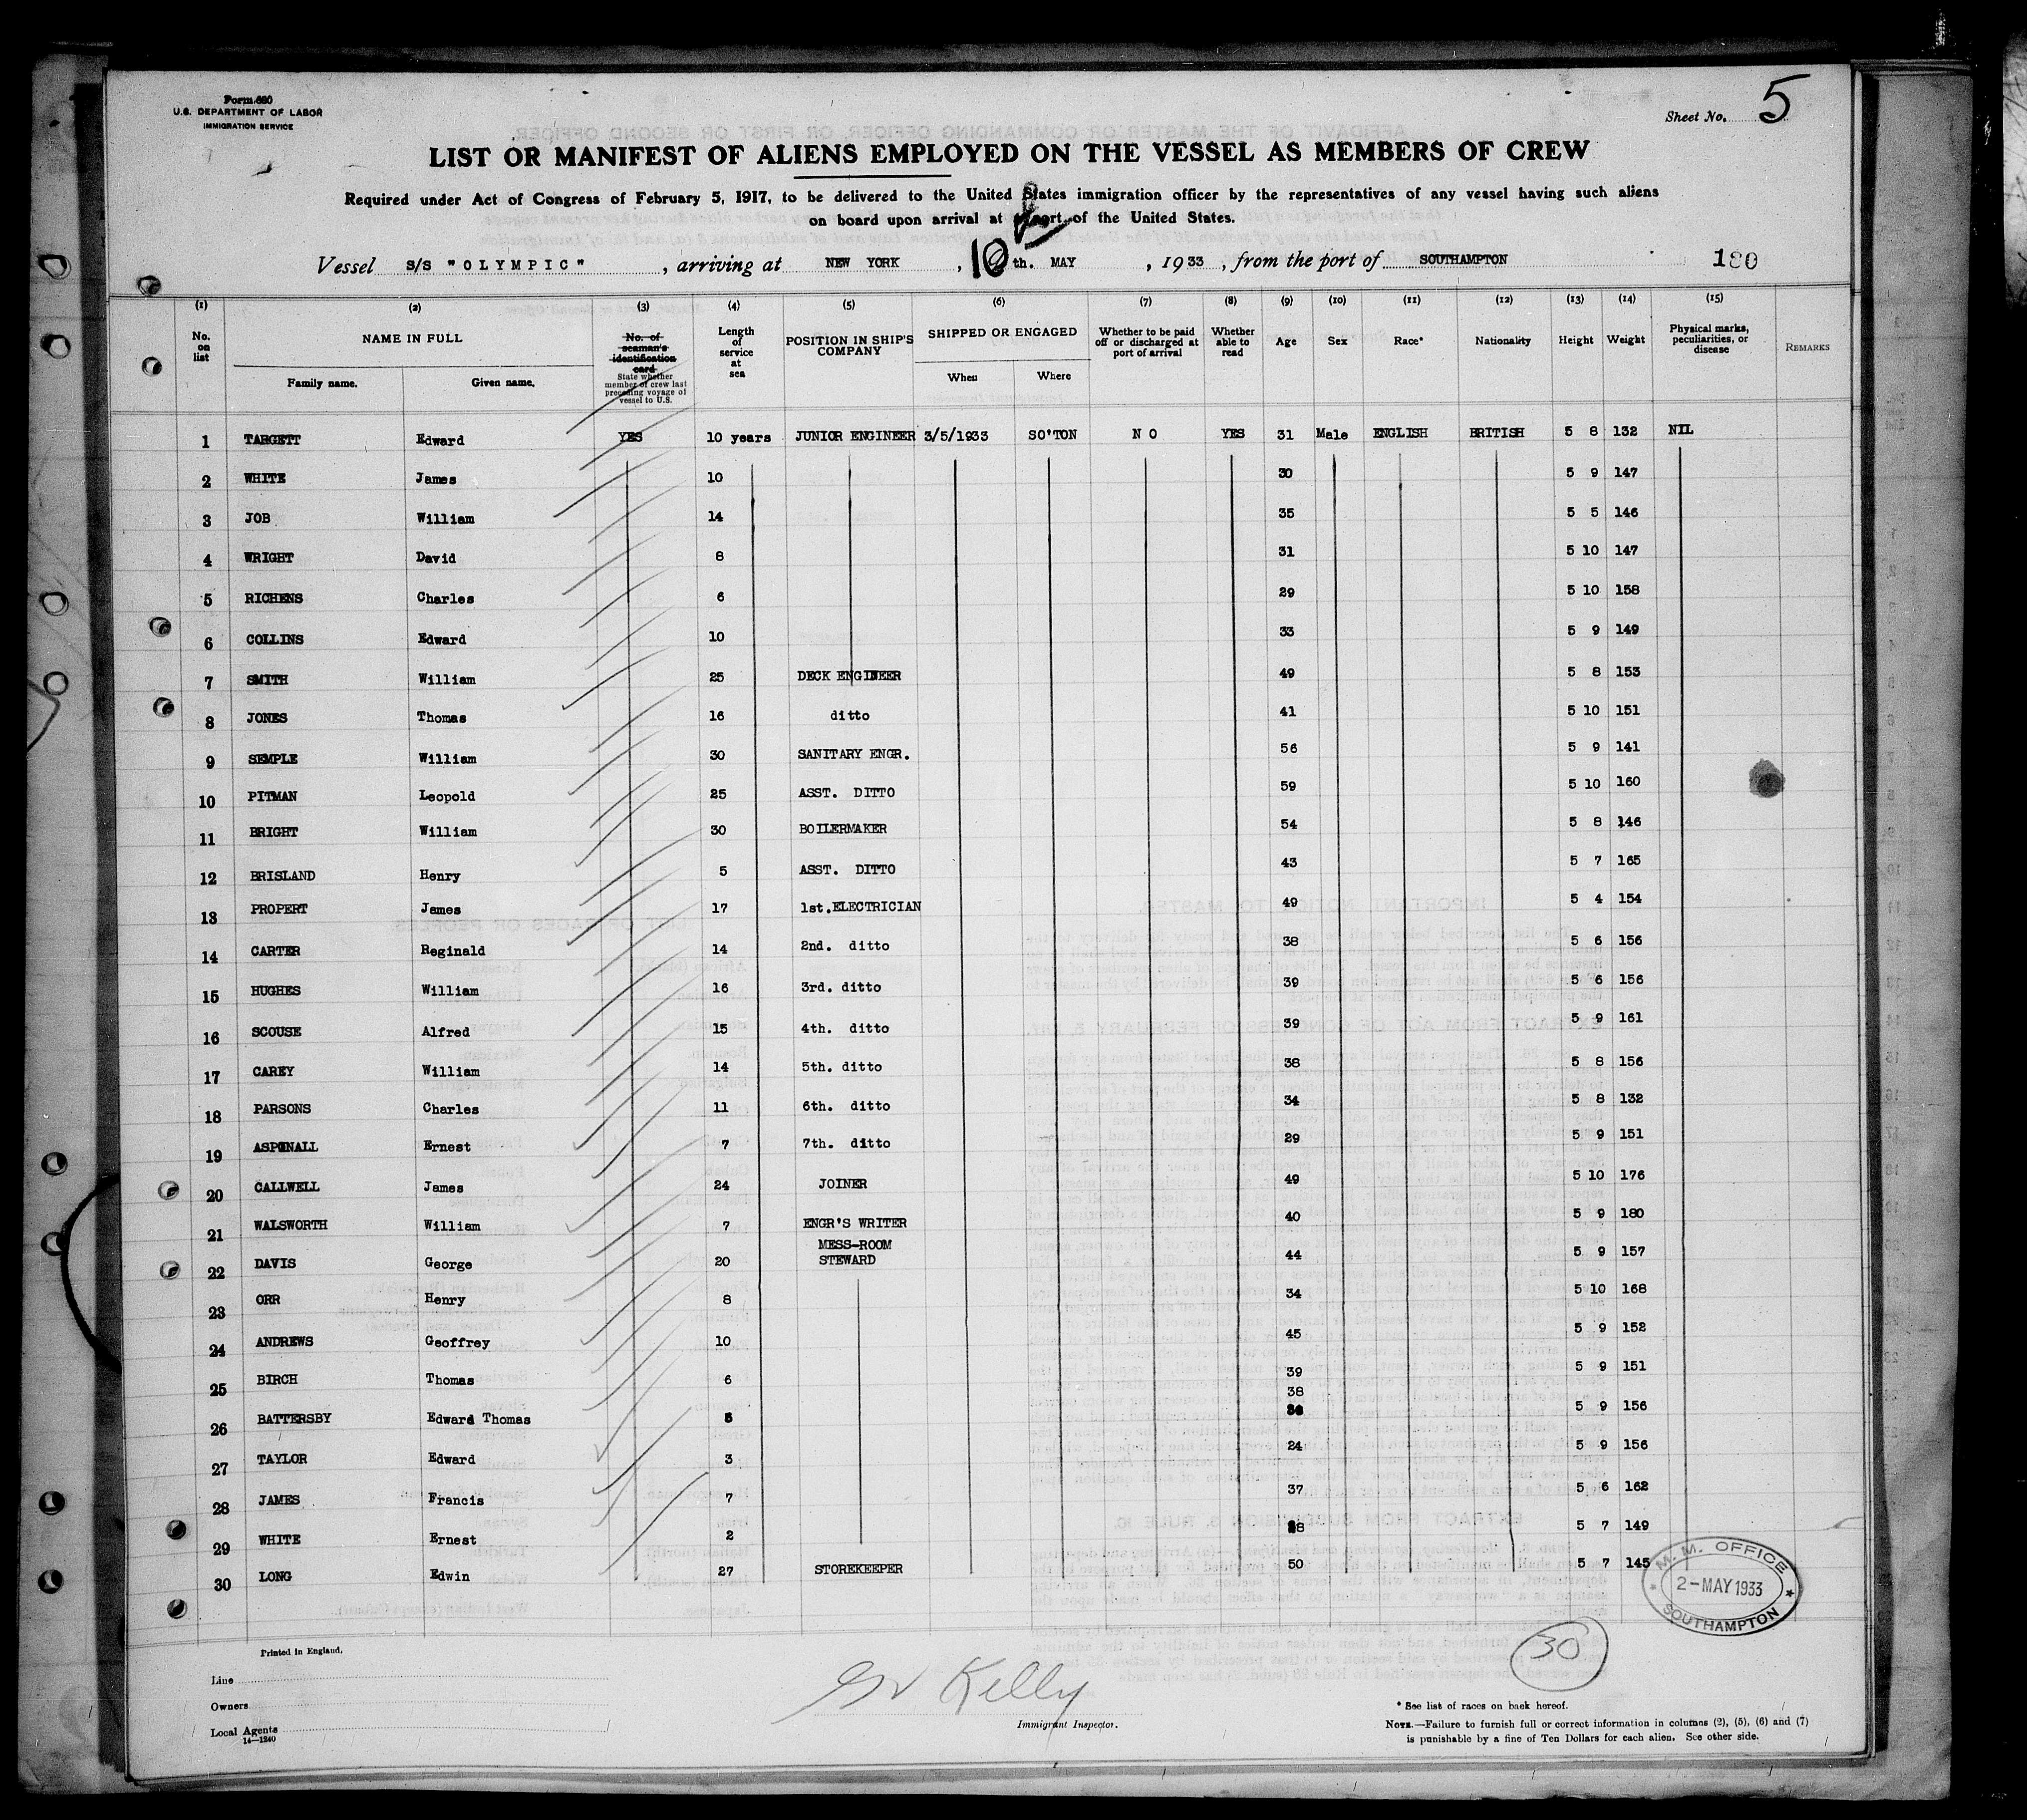 Form 680
U.S. DEPARTMENT OF LABOR
IMMIGRATION SERVICE
Sheet No. 5
LIST OR MANIFEST OF ALIENS EMPLOYED ON THE VESSEL AS MEMBERS OF CREW
Required under Act of Congress of February 5, 1917, to be delivered to the United States immigration officer by the representatives of any vessel having such aliens
on board upon arrival at port of the United States.
Vessel S/S "OLYMPIC", arriving at NEW YORK, 10th. MAY, 1933, from the port of SOUTHAMPTON 180
(1) (2) (3) (4) (5) (6) (7) (8) (9) (10) (11) (12) (13) (14) (15)
No. on list NAME IN FULL Family name. Given name. No. of seaman's identification card State whether member of crew last preceding voyage of vessel to U.S. Length of service at sea POSITION IN SHIP'S COMPANY SHIPPED OR ENGAGED When Where Whether to be paid off or discharged at port of arrival Whether able to read Age Sex Race* Nationality Height Weight Physical marks, peculiarities, or disease REMARKS
1 TARGETT Edward YES 10 years JUNIOR ENGINEER 3/5/1933 SO'TON NO YES 31 Male ENGLISH BRITISH 5 8 132 NIL
2 WHITE James 10 30 5 9 147
3 JOB William 14 35 5 5 146
4 WRIGHT David 8 31 5 10 147
5 RICHENS Charles 6 29 5 10 158
6 COLLINS Edward 10 33 5 9 149
7 SMITH William 25 DECK ENGINEER 49 5 8 153
8 JONES Thomas 16 ditto 41 5 10 151
9 SEMPLE William 30 SANITARY ENGR. 56 5 9 141
10 PITMAN Leopold 25 ASST. DITTO 59 5 10 160
11 BRIGHT William 30 BOILERMAKER 54 5 8 146
12 BRISLAND Henry 5 ASST. DITTO 43 5 7 165
13 PROPERT James 17 1st. ELECTRICIAN 49 5 4 154
14 CARTER Reginald 14 2nd. ditto 38 5 6 156
15 HUGHES William 16 3rd. ditto 39 5 6 156
16 SCOUSE Alfred 15 4th. ditto 39 5 9 161
17 CAREY William 14 5th. ditto 38 5 8 156
18 PARSONS Charles 11 6th. ditto 34 5 8 132
19 ASPINALL Ernest 7 7th. ditto 29 5 9 151
20 CALLWELL James 24 JOINER 49 5 10 176
21 WALSWORTH William 7 ENGR'S WRITER 40 5 9 180
22 DAVIS George 20 MESS-ROOM STEWARD 44 5 9 157
23 ORR Henry 8 34 5 10 168
24 ANDREWS Geoffrey 10 45 5 9 152
25 BIRCH Thomas 6 39 5 9 151
26 BATTERSBY Edward Thomas 38 5 9 156
27 TAYLOR Edward 3 24 5 9 156
28 JAMES Francis 7 37 5 6 162
29 WHITE Ernest 2 5 7 149
30 LONG Edwin 27 STOREKEEPER 50 5 7 145
M. M. OFFICE
2-MAY 1933
SOUTHAMPTON
30
Printed in England.
Line
Owners
Local Agents
14—1240
Kelly
Immigrant Inspector.
* See list of races on back hereof.
NOTE.—Failure to furnish full or correct information in columns (2), (5), (6) and (7)
is punishable by a fine of Ten Dollars for each alien. See other side.